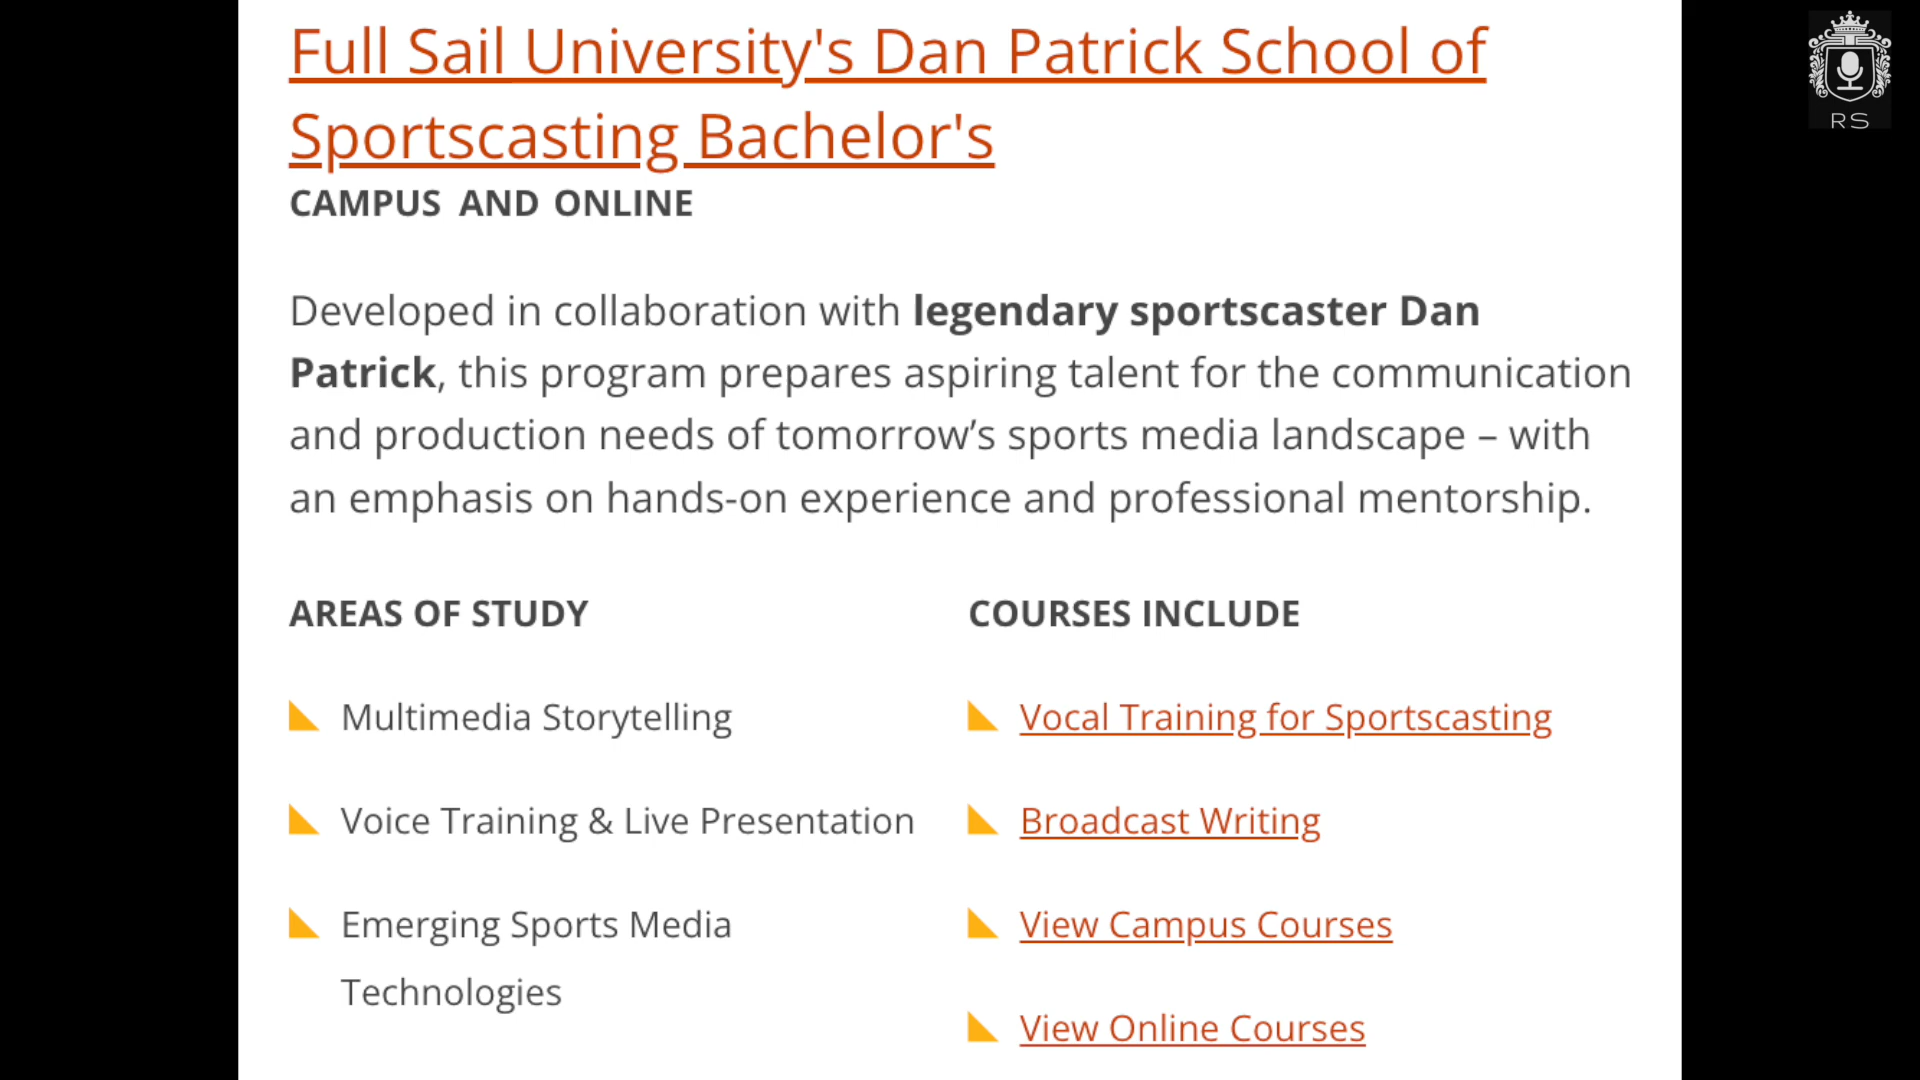 Full Sail University's Dan Patrick School of
Sportscasting Bachelor's
CAMPUS AND ONLINE
Developed in collaboration with legendary sportscaster Dan
Patrick, this program prepares aspiring talent for the communication
and production needs of tomorrow’s sports media landscape – with
an emphasis on hands-on experience and professional mentorship.
AREAS OF STUDY
Multimedia Storytelling
Voice Training & Live Presentation
Emerging Sports Media
Technologies
COURSES INCLUDE
Vocal Training for Sportscasting
Broadcast Writing
View Campus Courses
View Online Courses
RS